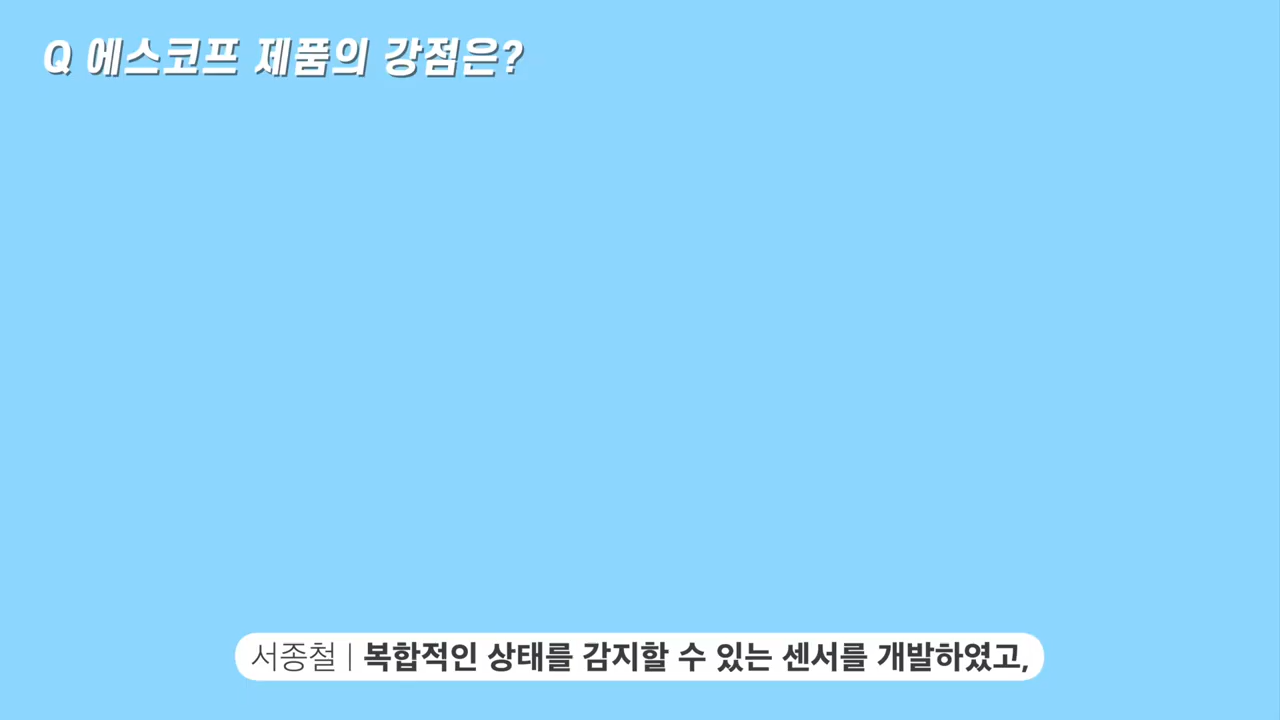 Q 에스코프 제품의 강점은?
서종철 | 복합적인 상태를 감지할 수 있는 센서를 개발하였고,